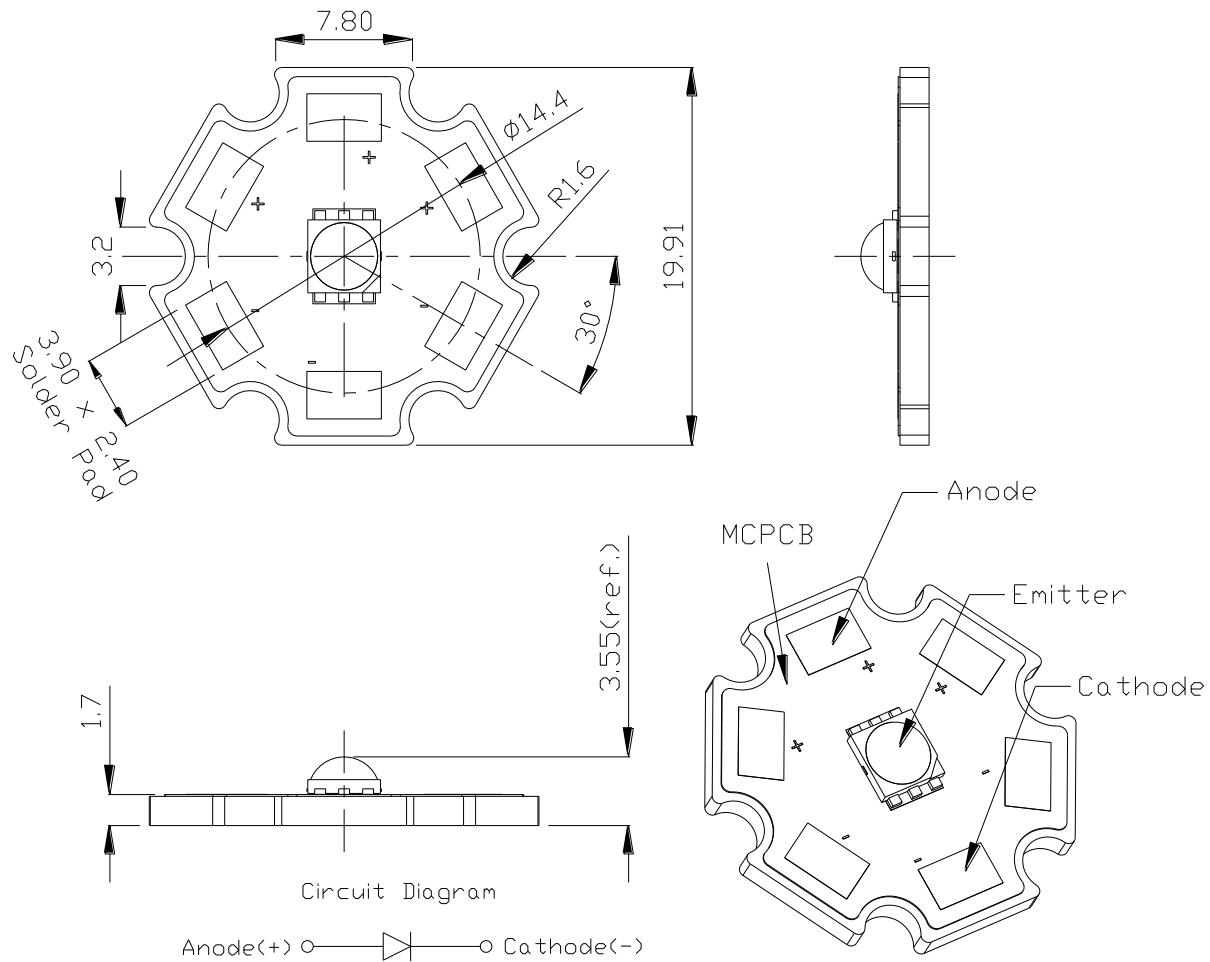 7.80
Ø14.4
R1.6
3.2
19.91
30°
3.90 x 2.40
Solder Pad
Anode
MCPCB
Emitter
3.55(ref.)
Cathode
1.7
Circuit Diagram
Anode(+)
Cathode(-)
+
+
+
-
-
-
+
+
+
-
-
-